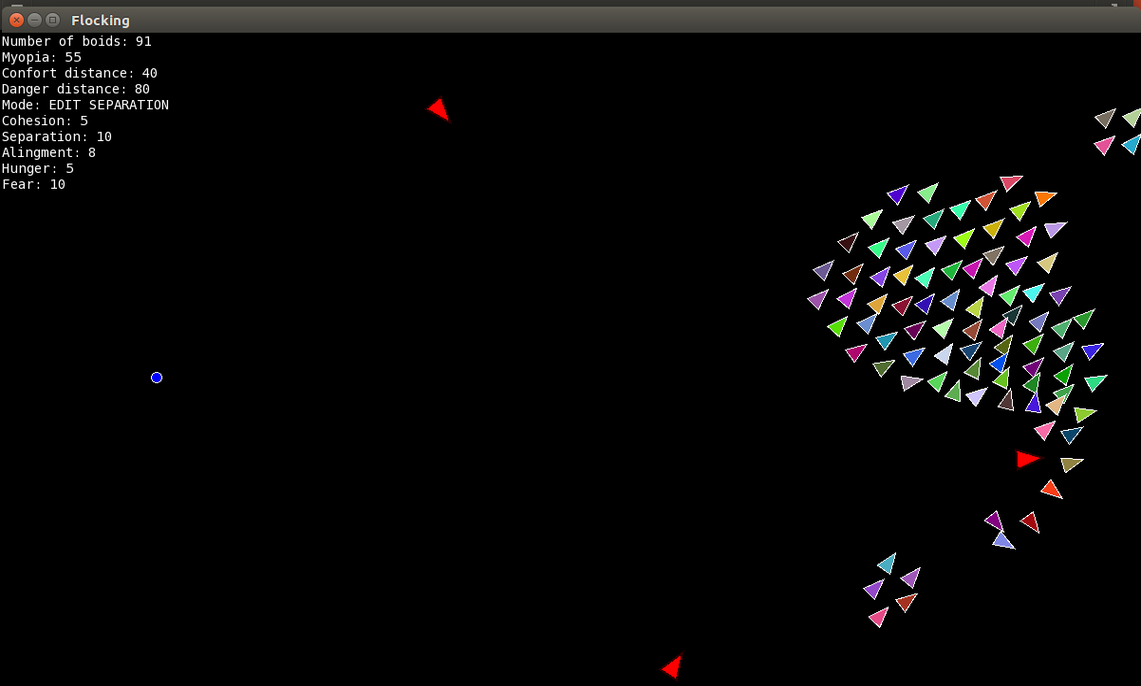 Flocking
Number of boids: 91
Myopia: 55
Confort distance: 40
Danger distance: 80
Mode: EDIT SEPARATION
Cohesion: 5
Separation: 10
Alingment: 8
Hunger: 5
Fear: 10